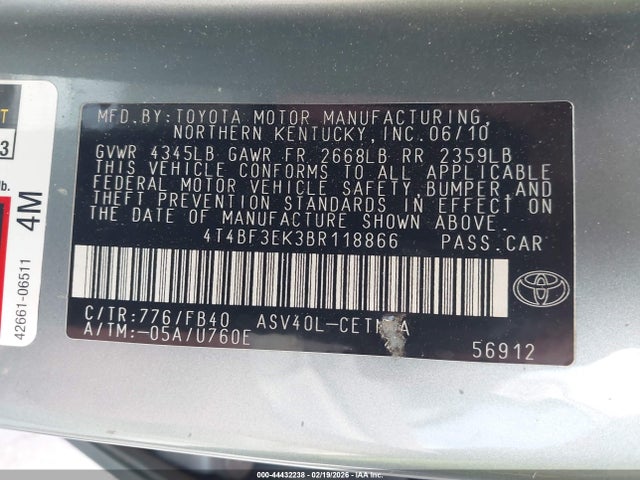 MFD.BY:TOYOTA MOTOR MANUFACTURING,
NORTHERN KENTUCKY, INC. 06/10
GVWR 4345LB GAWR FR 2668LB RR 2359LB
THIS VEHICLE CONFORMS TO ALL APPLICABLE
FEDERAL MOTOR VEHICLE SAFETY, BUMPER, AND
THEFT PREVENTION STANDARDS IN EFFECT ON
THE DATE OF MANUFACTURE SHOWN ABOVE.
4T4BF3EK3BR118866 PASS.CAR
C/TR:776/FB40 ASV40L-
A/TM:-05A/U760E
56912
3
lb.
4M
42661-06511
000-44432238 - 02/19/2026 - IAA Inc.